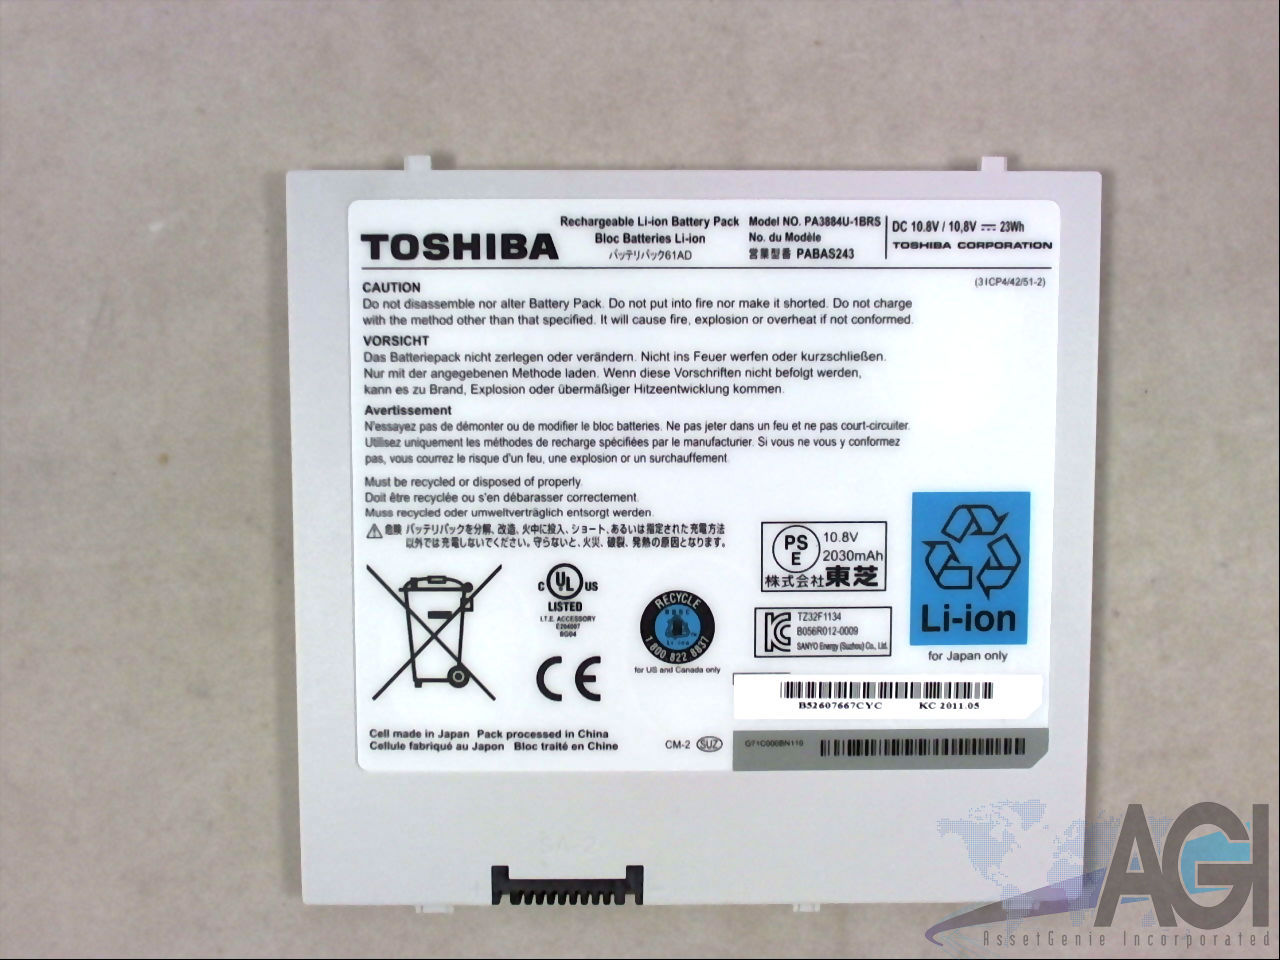 TOSHIBA
Rechargeable Li-ion Battery Pack
Bloc Batteries Li-ion
バッテリパック61AD
Model NO. PA3884U-1BRS
No. du Modèle
営業型番 PABAS243
DC 10.8V / 10,8V ⎓ 23Wh
TOSHIBA CORPORATION
(3ICP4/42/51-2)
CAUTION
Do not disassemble nor alter Battery Pack. Do not put into fire nor make it shorted. Do not charge
with the method other than that specified. It will cause fire, explosion or overheat if not conformed.
VORSICHT
Das Batteriepack nicht zerlegen oder verändern. Nicht ins Feuer werfen oder kurzschließen.
Nur mit der angegebenen Methode laden. Wenn diese Vorschriften nicht befolgt werden,
kann es zu Brand, Explosion oder übermäßiger Hitzeentwicklung kommen.
Avertissement
N'essayez pas de démonter ou de modifier le bloc batteries. Ne pas jeter dans un feu et ne pas court-circuiter.
Utilisez uniquement les méthodes de recharge spécifiées par le manufacturier. Si vous ne vous y conformez
pas, vous courrez le risque d'un feu, une explosion or un surchauffement.
Must be recycled or disposed of properly.
Doit être recyclée ou s'en débarasser correctement.
Muss recycled oder umweltverträglich entsorgt werden.
危険 バッテリパックを分解、改造、火中に投入、ショート、あるいは指定された充電方法
以外では充電しないでください。守らないと、火災、破裂、発熱の原因となります。
C UL US
LISTED
I.T.E. ACCESSORY
E204007
6G04
CE
RECYCLE
RBRC
Li-ion
1 800 822 8837
for US and Canada only
PS
E
10.8V
2030mAh
株式会社 東芝
KC
TZ32F1134
B056R012-0009
SANYO Energy (Suzhou) Co., Ltd.
Li-ion
for Japan only
B52607667CYC KC 2011.05
Cell made in Japan Pack processed in China
Cellule fabriqué au Japon Bloc traité en Chine
CM-2 SUZ
G71C000BN110
AGI
AssetGenie Incorporated